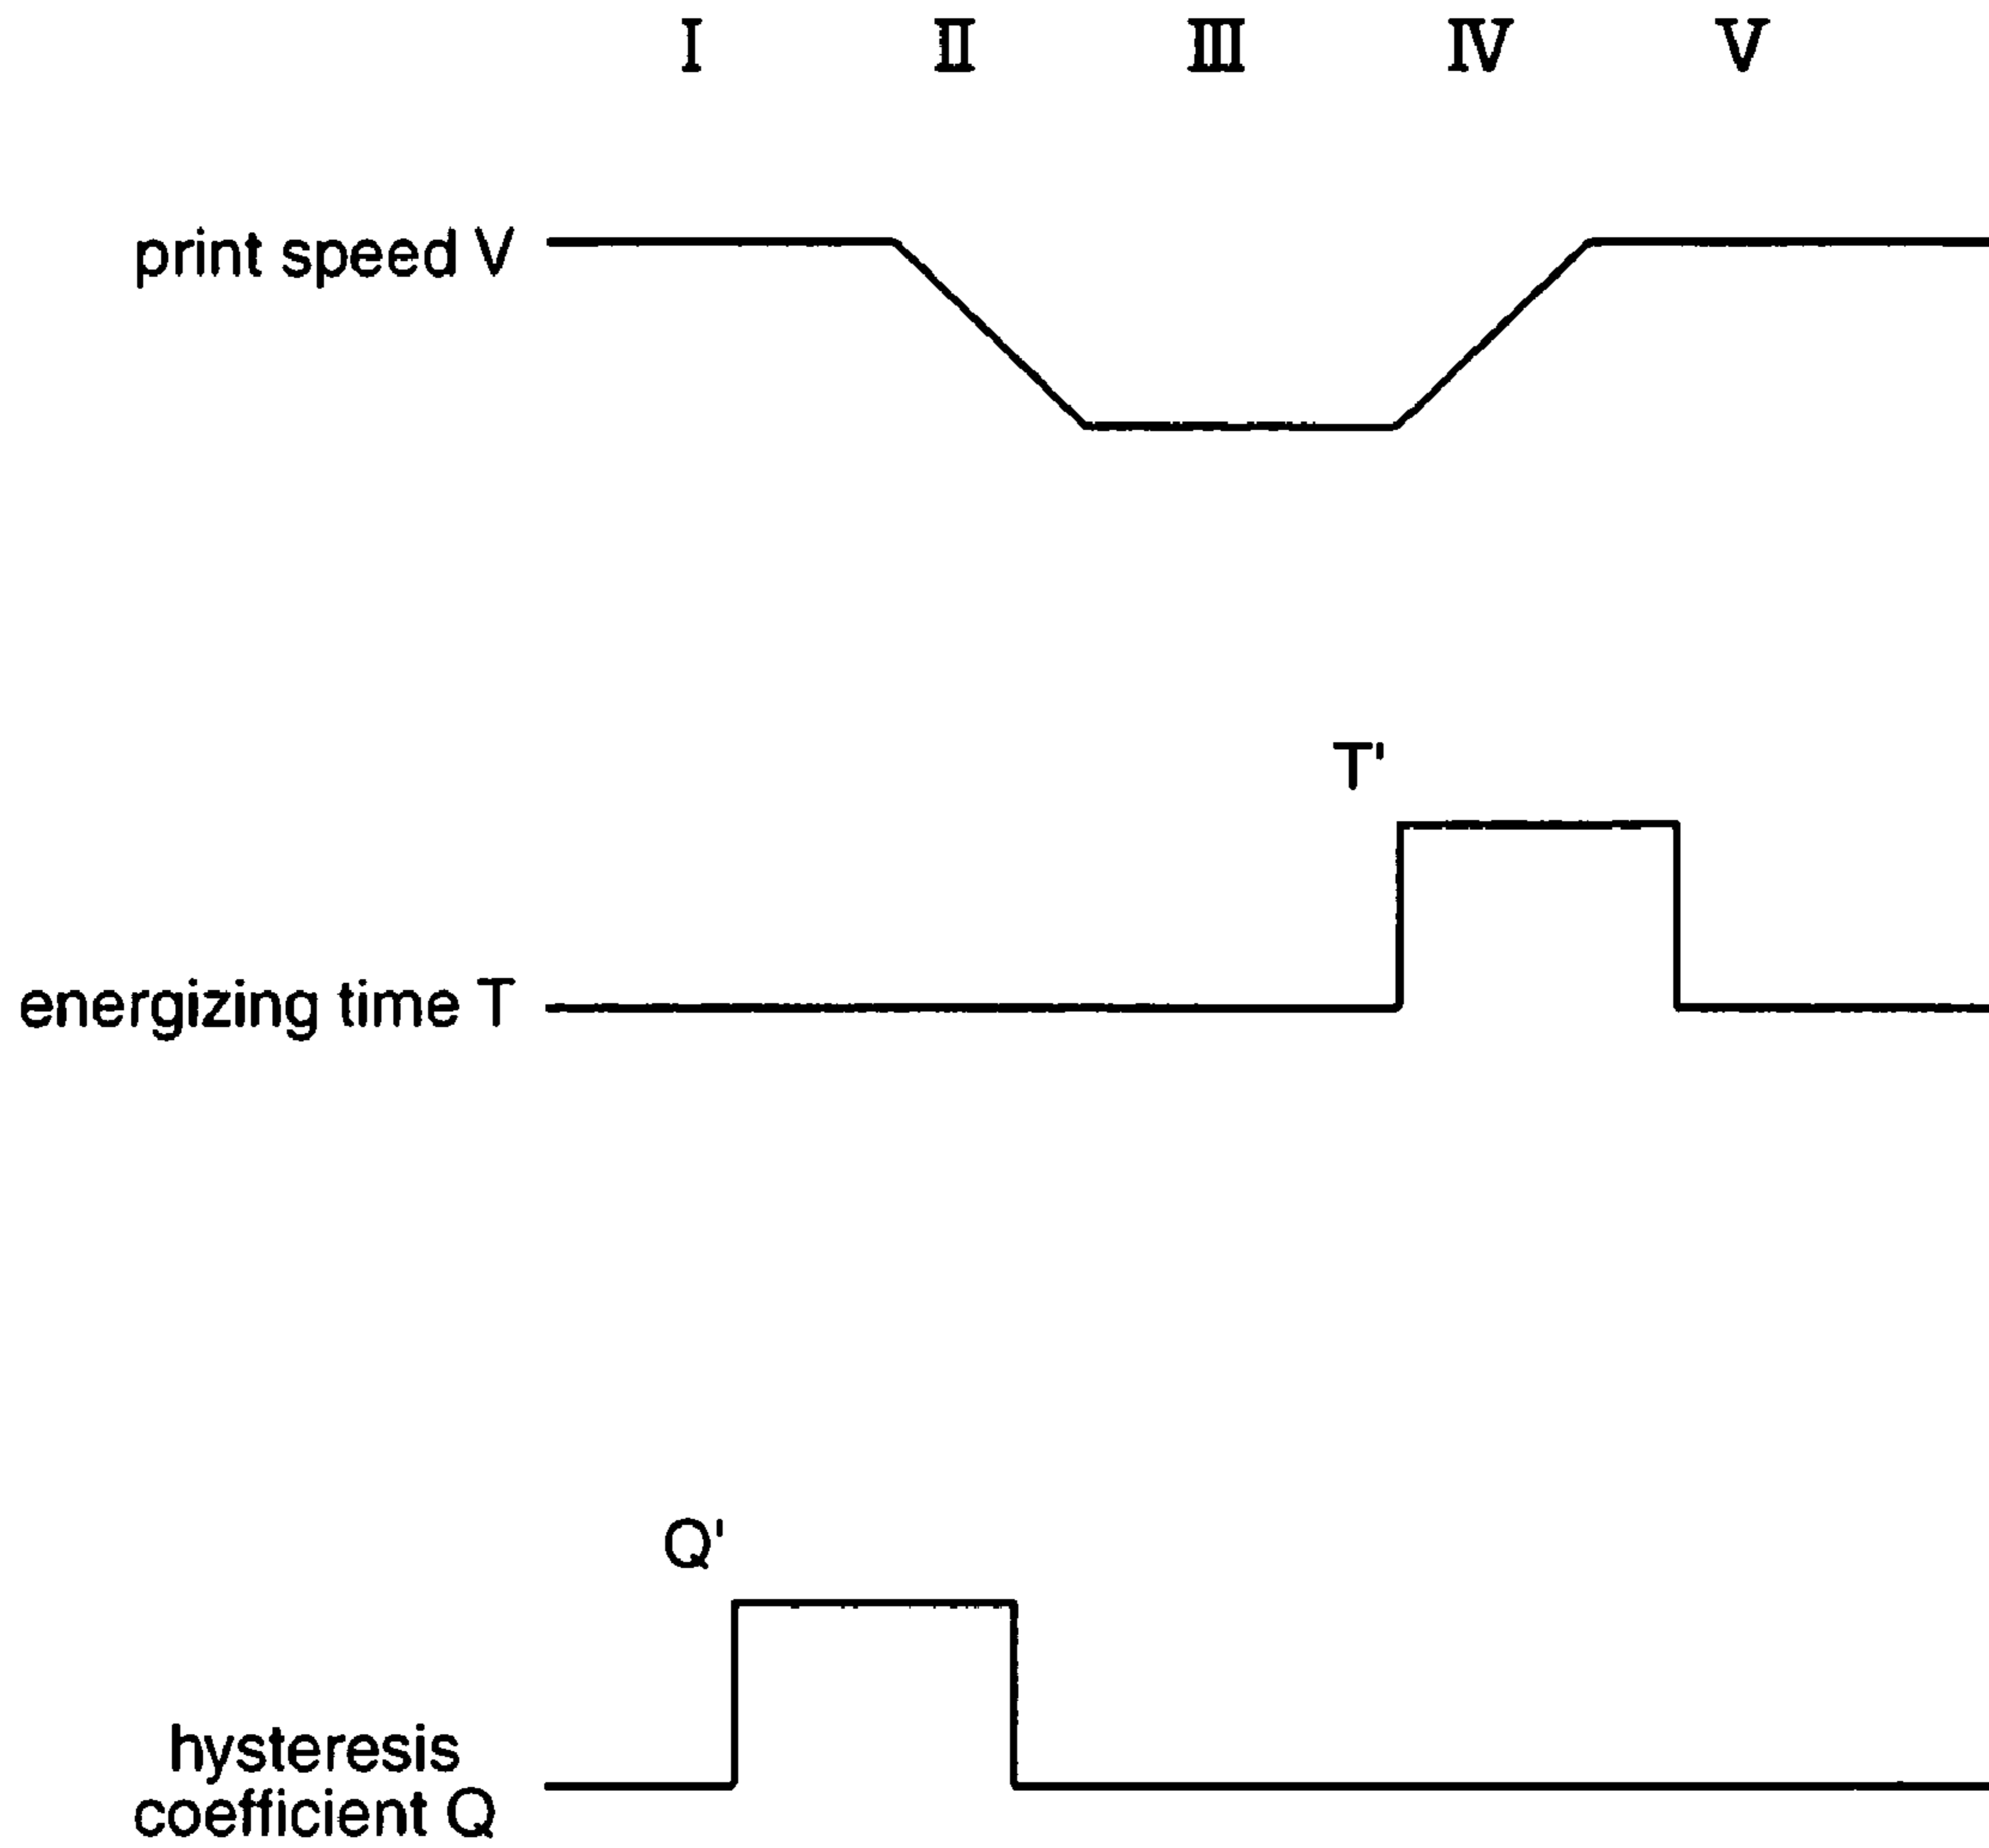 I II III IV V
print speed V
T'
energizing time T
Q'
hysteresis
coefficient Q